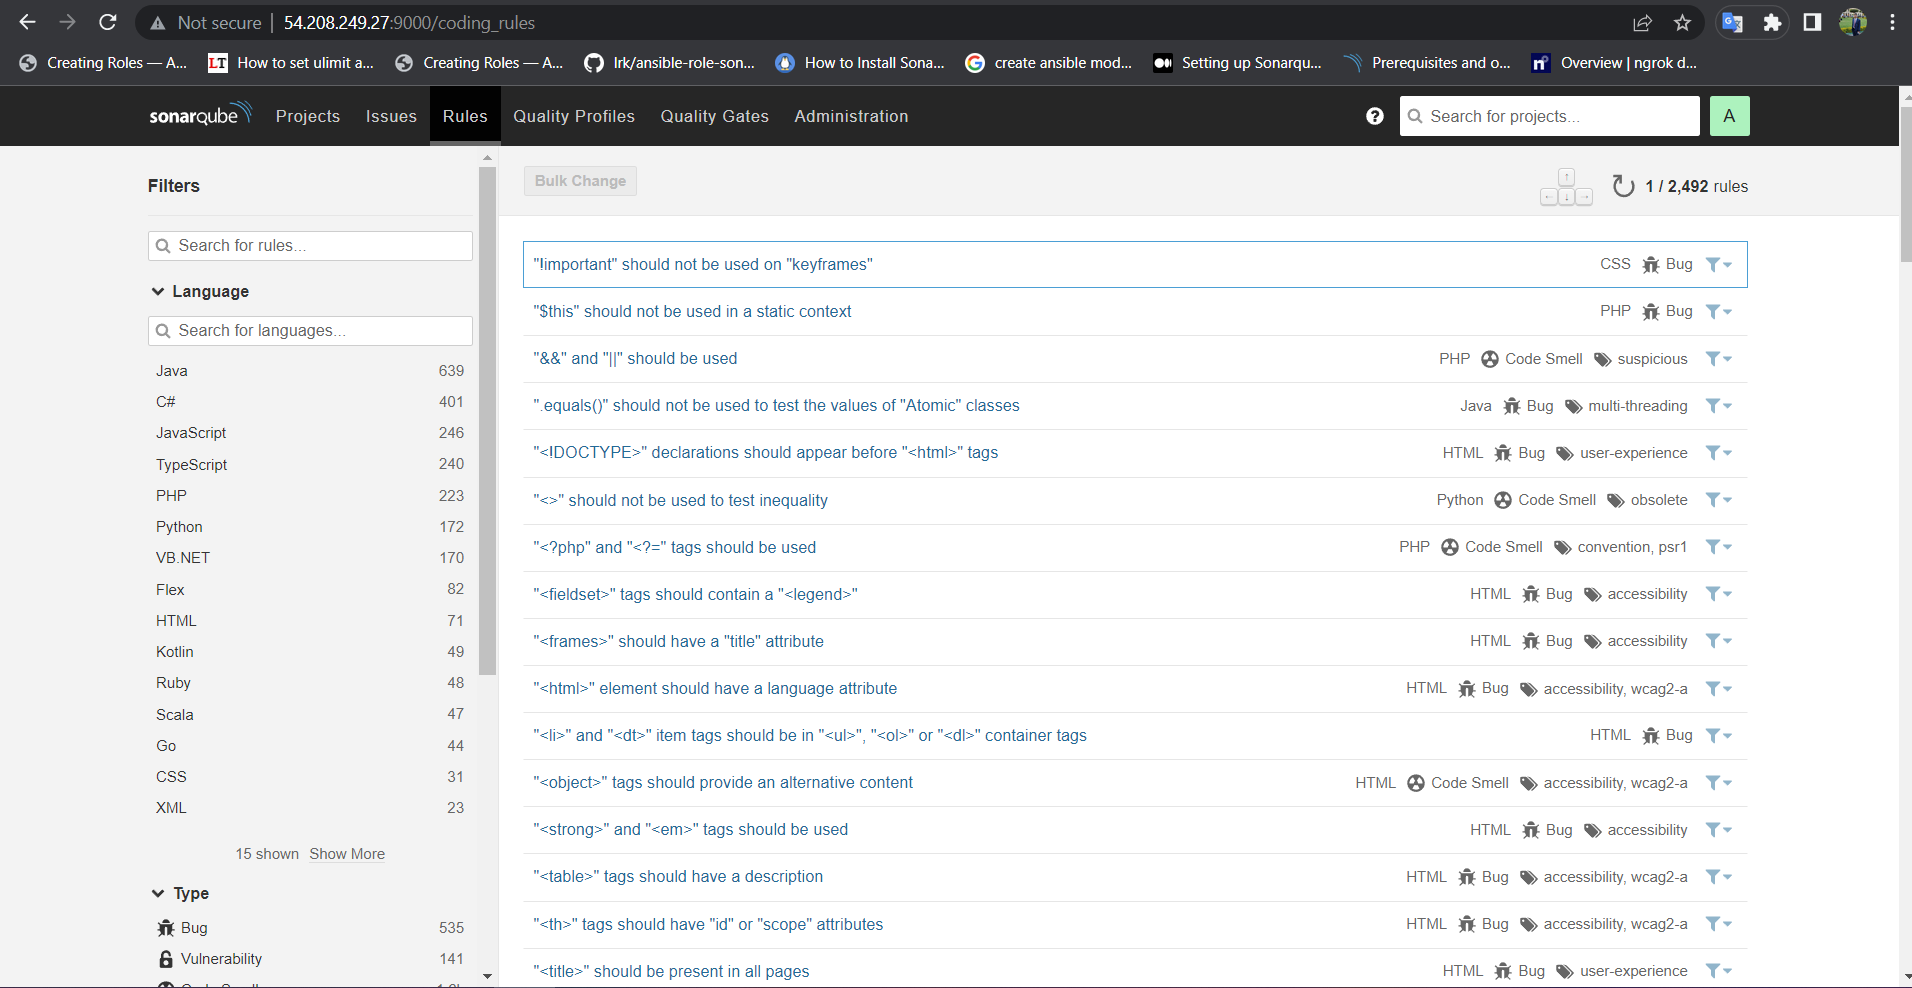 Not secure | 54.208.249.27:9000/coding_rules
Creating Roles — A... LT How to set ulimit a... Creating Roles — A... lrk/ansible-role-son... How to Install Sona... create ansible mod... Setting up Sonarqu... Prerequisites and o... Overview | ngrok d...
sonarqube Projects Issues Rules Quality Profiles Quality Gates Administration ? Search for projects... A
Filters
Search for rules...
Language
Search for languages...
Java 639
C# 401
JavaScript 246
TypeScript 240
PHP 223
Python 172
VB.NET 170
Flex 82
HTML 71
Kotlin 49
Ruby 48
Scala 47
Go 44
CSS 31
XML 23
15 shown Show More
Type
Bug 535
Vulnerability 141
Bulk Change
1 / 2,492 rules
"!important" should not be used on "keyframes" CSS Bug
"$this" should not be used in a static context PHP Bug
"&&" and "||" should be used PHP Code Smell suspicious
".equals()" should not be used to test the values of "Atomic" classes Java Bug multi-threading
"<!DOCTYPE>" declarations should appear before "<html>" tags HTML Bug user-experience
"<>" should not be used to test inequality Python Code Smell obsolete
"<?php" and "<?=" tags should be used PHP Code Smell convention, psr1
"<fieldset>" tags should contain a "<legend>" HTML Bug accessibility
"<frames>" should have a "title" attribute HTML Bug accessibility
"<html>" element should have a language attribute HTML Bug accessibility, wcag2-a
"<li>" and "<dt>" item tags should be in "<ul>", "<ol>" or "<dl>" container tags HTML Bug
"<object>" tags should provide an alternative content HTML Code Smell accessibility, wcag2-a
"<strong>" and "<em>" tags should be used HTML Bug accessibility
"<table>" tags should have a description HTML Bug accessibility, wcag2-a
"<th>" tags should have "id" or "scope" attributes HTML Bug accessibility, wcag2-a
"<title>" should be present in all pages HTML Bug user-experience